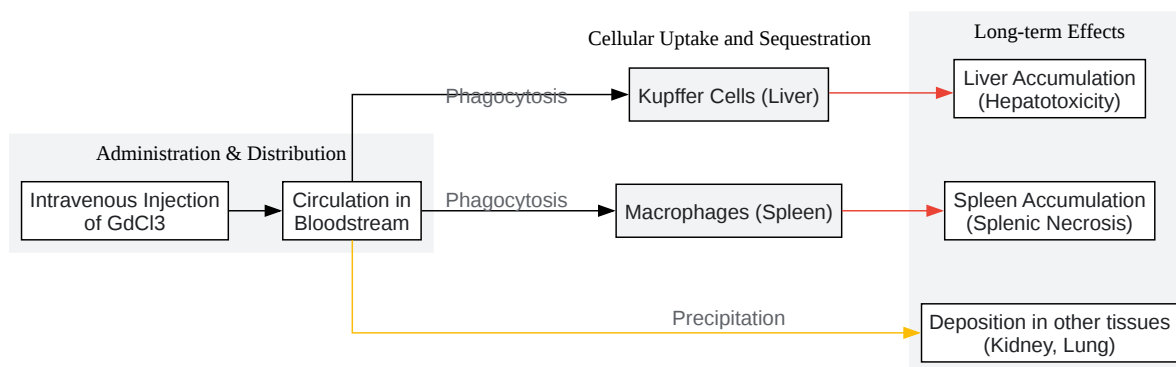 Long-term Effects
Cellular Uptake and Sequestration
Liver Accumulation
(Hepatotoxicity)
Phagocytosis
Kupffer Cells (Liver)
Administration & Distribution
Intravenous Injection
of GdCl3
Circulation in
Bloodstream
Phagocytosis
Macrophages (Spleen)
Spleen Accumulation
(Splenic Necrosis)
Precipitation
Deposition in other tissues
(Kidney, Lung)